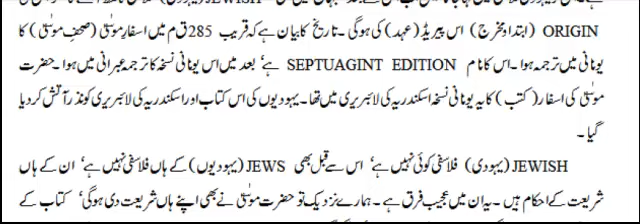 ORIGIN (ابتداء ومخرج) اس پیریڈ (عہد) کی ہوگی ۔ تاریخ کا بیان ہے کہ قریب 285 ق م میں اسفار موسیٰؑ (صحفِ موسیٰؑ) کا
یونانی میں ترجمہ ہوا ۔ اس کا نام SEPTUAGINT EDITION ہے، بعد میں اس یونانی نسخہ کا ترجمہ عبرانی میں ہوا ۔ حضرت
موسیٰؑ کی اسفار (کتب) کا یہ یونانی نسخہ اسکندریہ کی لائبریری میں تھا ۔ یہودیوں کی اس کتاب اور اسکندریہ کی لائبریری کو نذر آتش کر دیا
گیا ۔
JEWISH (یہودی) فلاسفی کوئی نہیں ہے، اس سے قبل بھی JEWS (یہودیوں) کے ہاں فلاسفی نہیں ہے، ان کے ہاں
شریعت کے احکام ہیں ۔ یہ ان میں عجیب فرق ہے ۔ ہمارے نزدیک تو حضرت موسیٰؑ نے بھی اپنے ہاں شریعت دی ہوگی، کتاب کے